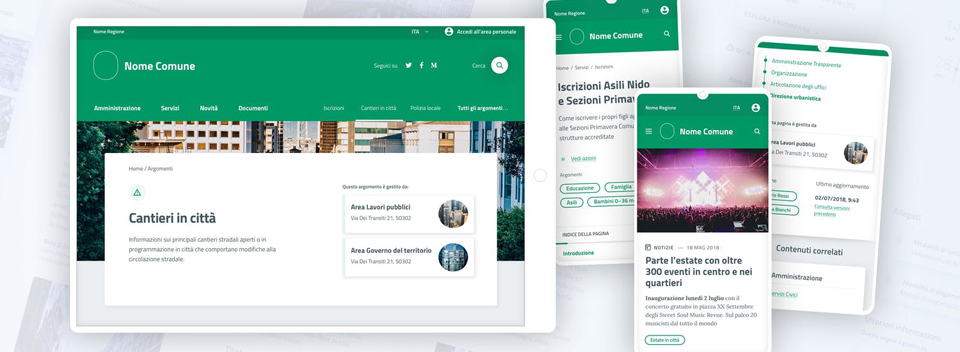 Nome Regione
ITA
Accedi all'area personale
Nome Comune
Seguici su
Cerca
Amministrazione
Servizi
Novità
Documenti
Iscrizioni
Cantieri in città
Polizia locale
Tutti gli argomenti...
Home / Argomenti
Questo argomento è gestito da:
Cantieri in città
Informazioni sui principali cantieri stradali aperti o in
programmazione in città che comportano modifiche alla
circolazione stradale.
Area Lavori pubblici
Via Dei Transiti 21, 50302
Area Governo del territorio
Via Dei Transiti 21, 50302
Nome Regione
ITA
Nome Comune
Home / Servizi / Iscrizioni
Iscrizioni Asili Nido
e Sezioni
Come iscrivere i propri figli
alle Sezioni Primavera
strutture accreditate
Vedi azioni
Argomenti
Educazione
Famiglia
Asili
Bambini 0-36
INDICE DELLA PAGINA
Introduzione
Nome Regione
ITA
Nome Comune
NOTIZIE — 18 MAG 2018
Parte l'estate con oltre
300 eventi in centro e nei
quartieri
Inaugurazione lunedì 2 luglio con il
concerto gratuito in piazza XX Settembre
degli Sweet Soul Music Revue. Sul palco 20
musicisti dal tutto il mondo
Estate in città
Amministrazione Trasparente
Organizzazione
Articolazione degli uffici
Direzione urbanistica
pagina è gestita da
Area Lavori pubblici
Dei Transiti 21, 50302
Ultimo aggiornamento
Rossi
Bianchi
02/07/2018, 9:43
Consulta versioni
precedenti
Contenuti correlati
Amministrazione
Servizi Civici